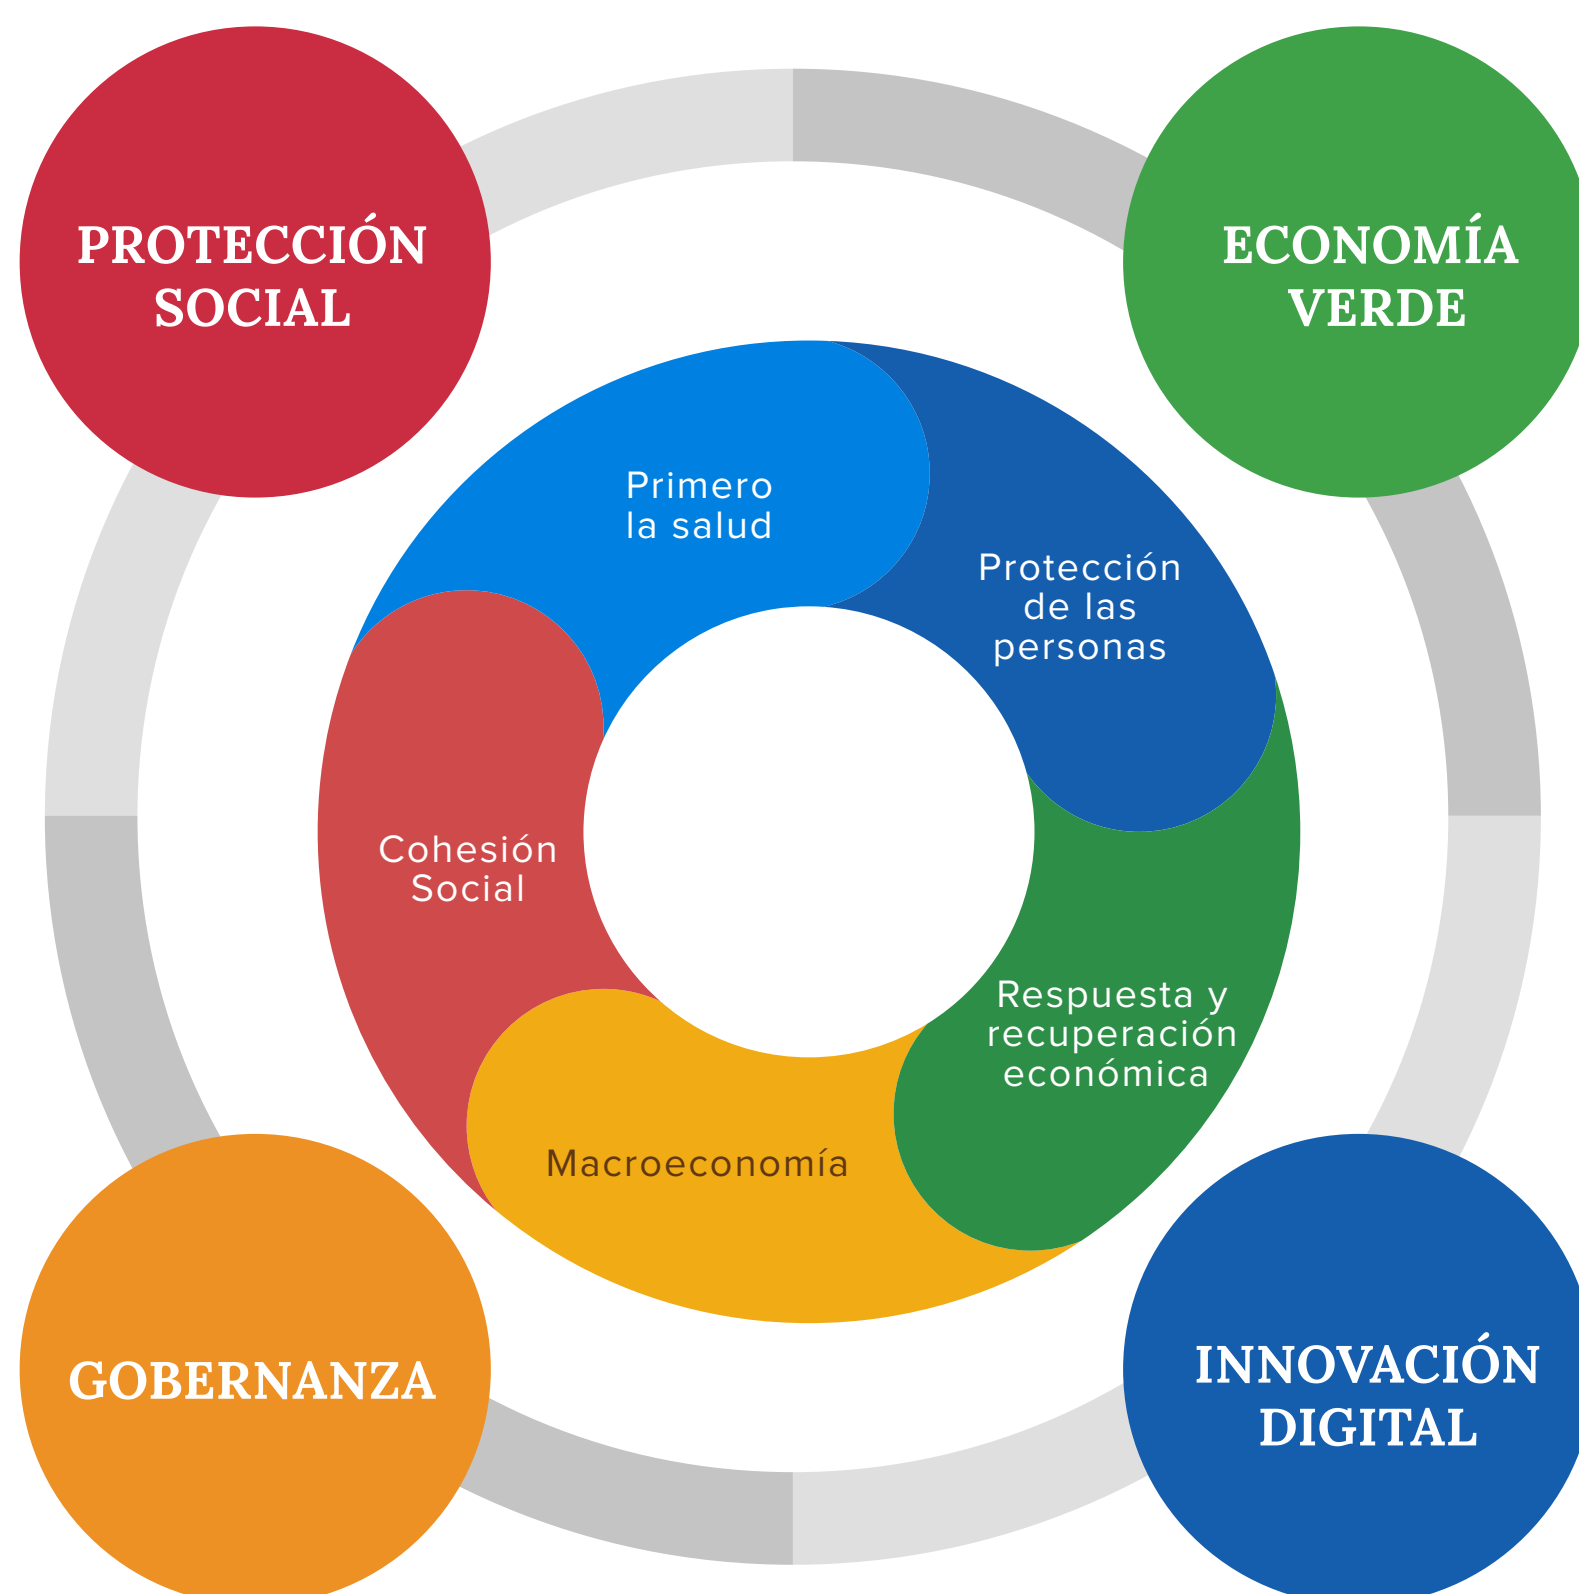 PROTECCIÓN
SOCIAL
ECONOMÍA
VERDE
Primero
la salud
Protección
de las
personas
Cohesión
Social
Respuesta y
recuperación
económica
Macroeconomía
GOBERNANZA
INNOVACIÓN
DIGITAL